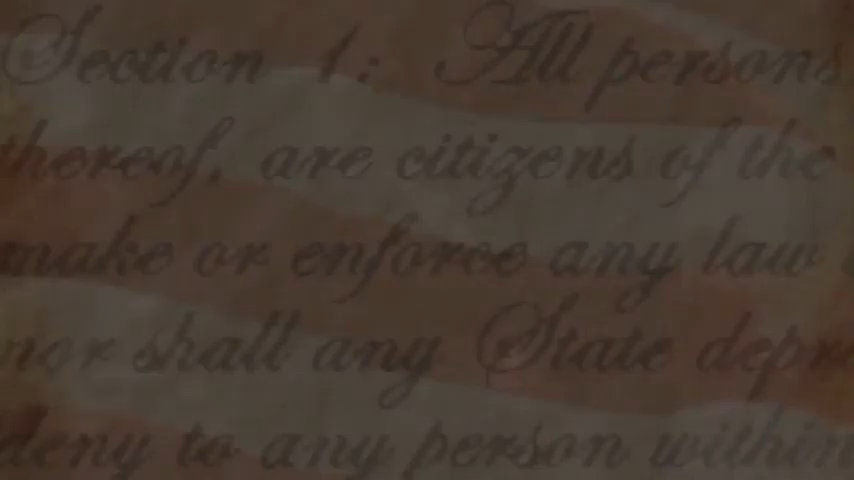 Section 1: All persons
thereof, are citizens of the
make or enforce any law
nor shall any State depr
deny to any person within